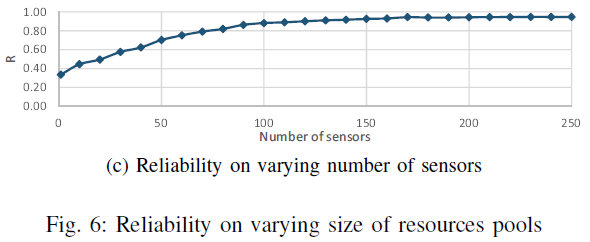 1.00
0.80
0.60
0.40
0.20
0.00
R
0 50 100 150 200 250
Number of sensors
(c) Reliability on varying number of sensors
Fig. 6: Reliability on varying size of resources pools